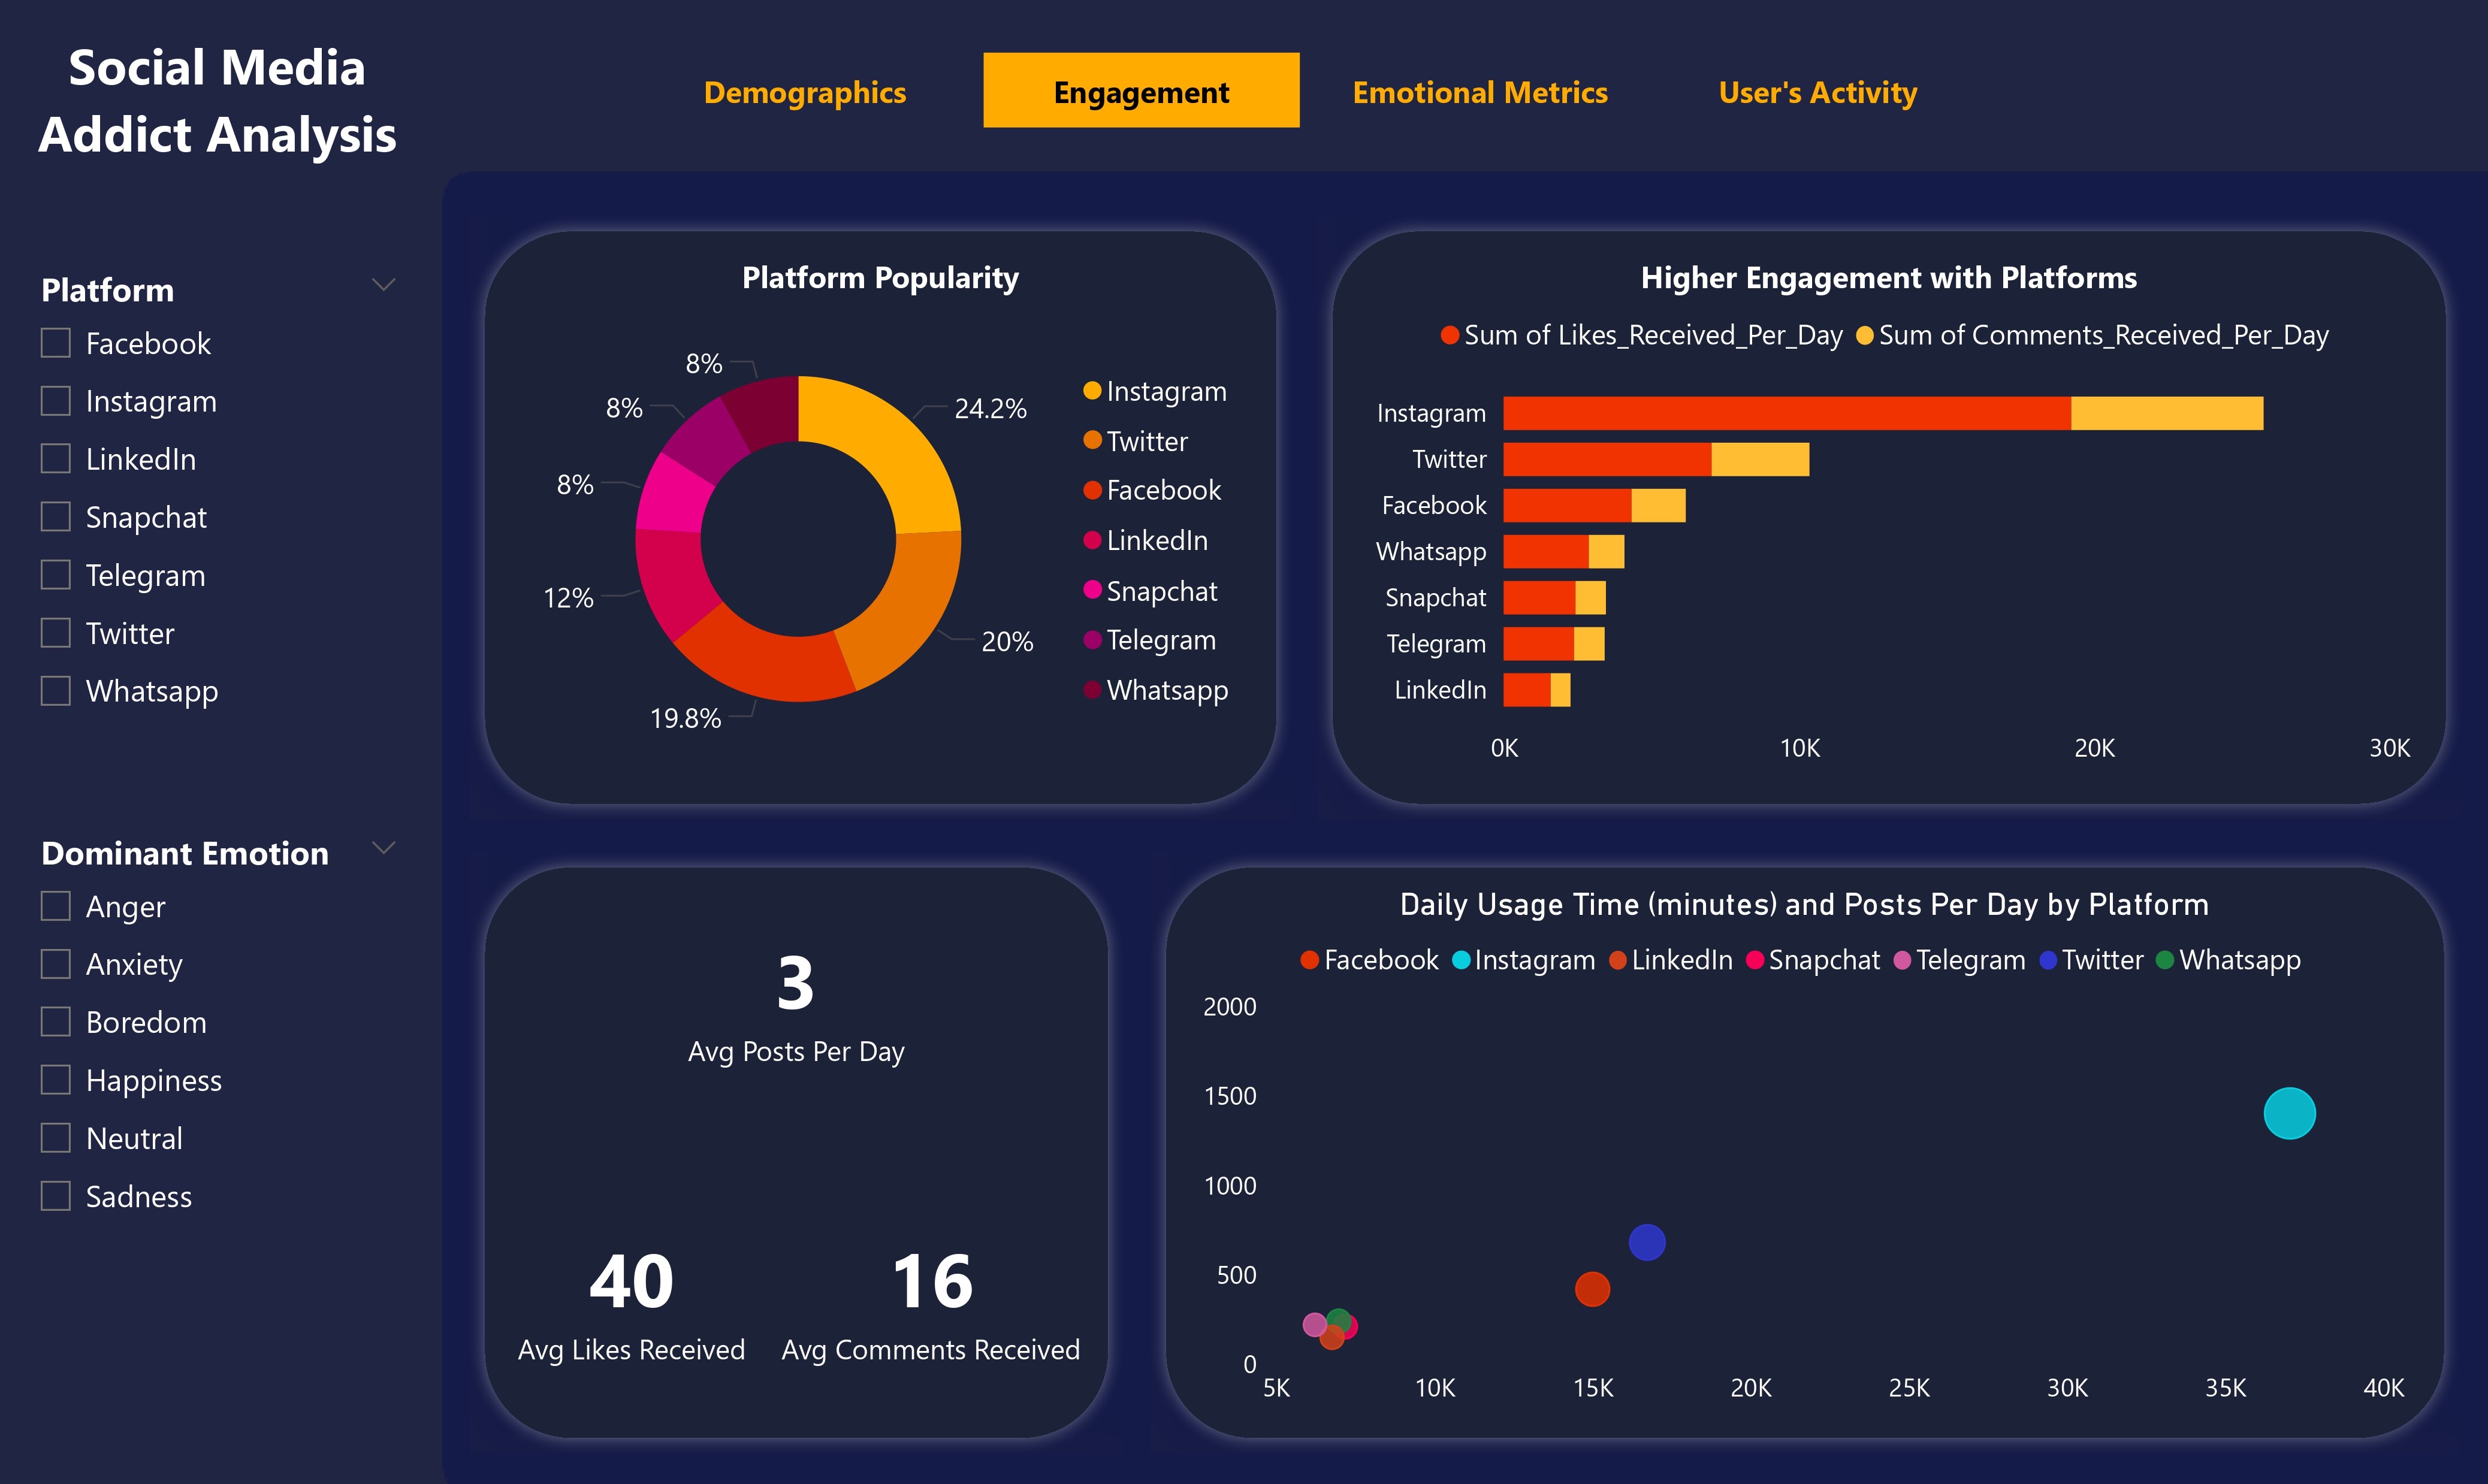 Social Media
Addict Analysis
Demographics
Engagement
Emotional Metrics
User's Activity
Platform
Facebook
Instagram
LinkedIn
Snapchat
Telegram
Twitter
Whatsapp
Dominant Emotion
Anger
Anxiety
Boredom
Happiness
Neutral
Sadness
Platform Popularity
24.2%
20%
19.8%
12%
8%
8%
8%
Instagram
Twitter
Facebook
LinkedIn
Snapchat
Telegram
Whatsapp
Higher Engagement with Platforms
Sum of Likes_Received_Per_Day Sum of Comments_Received_Per_Day
Instagram
Twitter
Facebook
Whatsapp
Snapchat
Telegram
LinkedIn
0K 10K 20K 30K
3
Avg Posts Per Day
40
Avg Likes Received
16
Avg Comments Received
Daily Usage Time (minutes) and Posts Per Day by Platform
Facebook Instagram LinkedIn Snapchat Telegram Twitter Whatsapp
2000
1500
1000
500
0
5K 10K 15K 20K 25K 30K 35K 40K